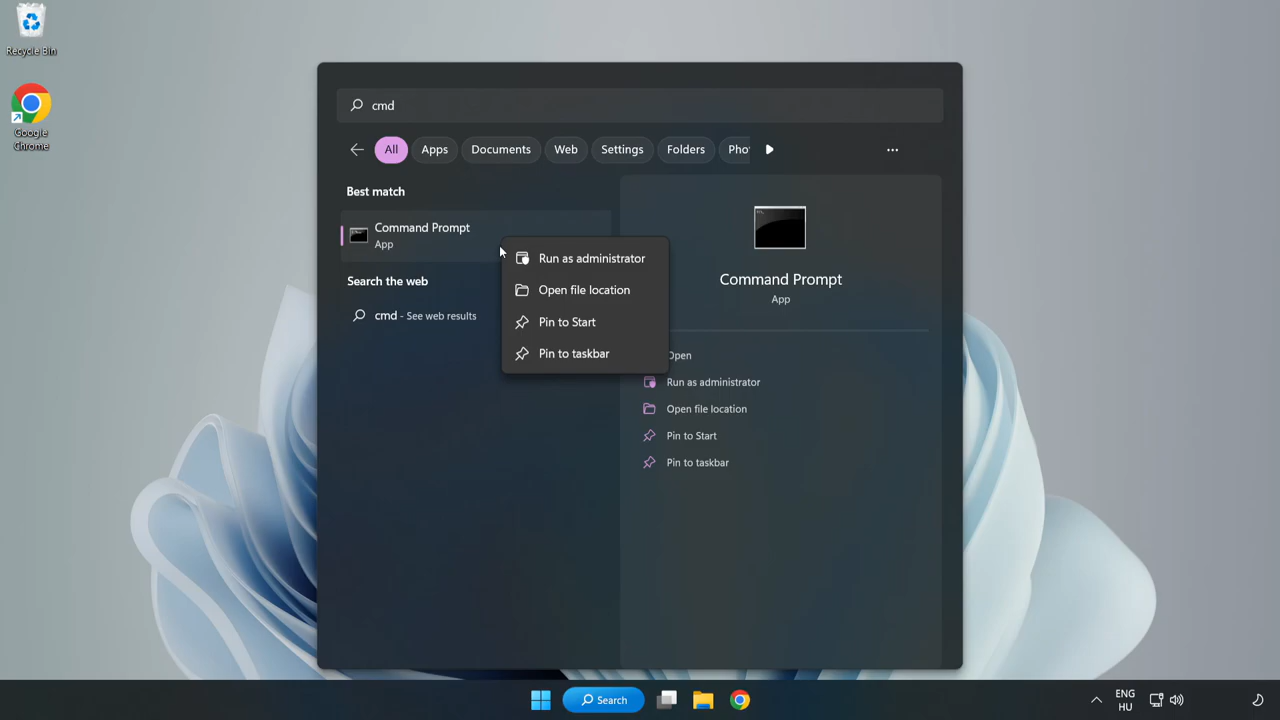 Recycle Bin
Google
Chrome
cmd
All
Apps
Documents
Web
Settings
Folders
Pho
Best match
Command Prompt
App
Search the web
cmd - See web results
Run as administrator
Open file location
Pin to Start
Pin to taskbar
Command Prompt
App
Open
Run as administrator
Open file location
Pin to Start
Pin to taskbar
Search
ENG
HU